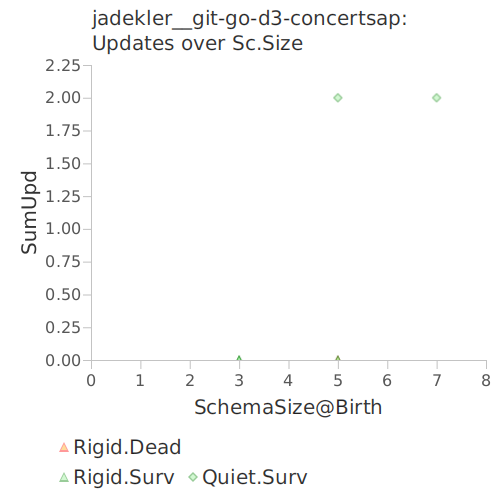 jadekler__git-go-d3-concertsap:
Updates over Sc.Size
2.25
2.00
1.75
1.50
1.25
1.00
0.75
0.50
0.25
0.00
SumUpd
0 1 2 3 4 5 6 7 8
SchemaSize@Birth
Rigid.Dead
Rigid.Surv Quiet.Surv